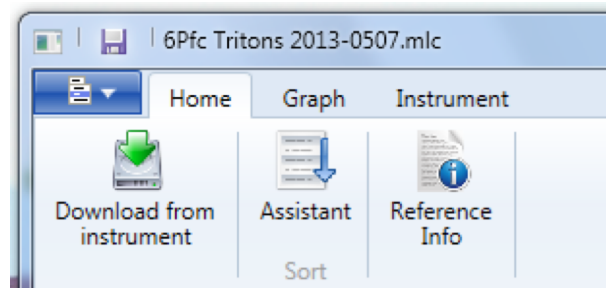 6Pfc Tritons 2013-0507.mlc
Home Graph Instrument
Download from
instrument
Assistant
Reference
Info
Sort